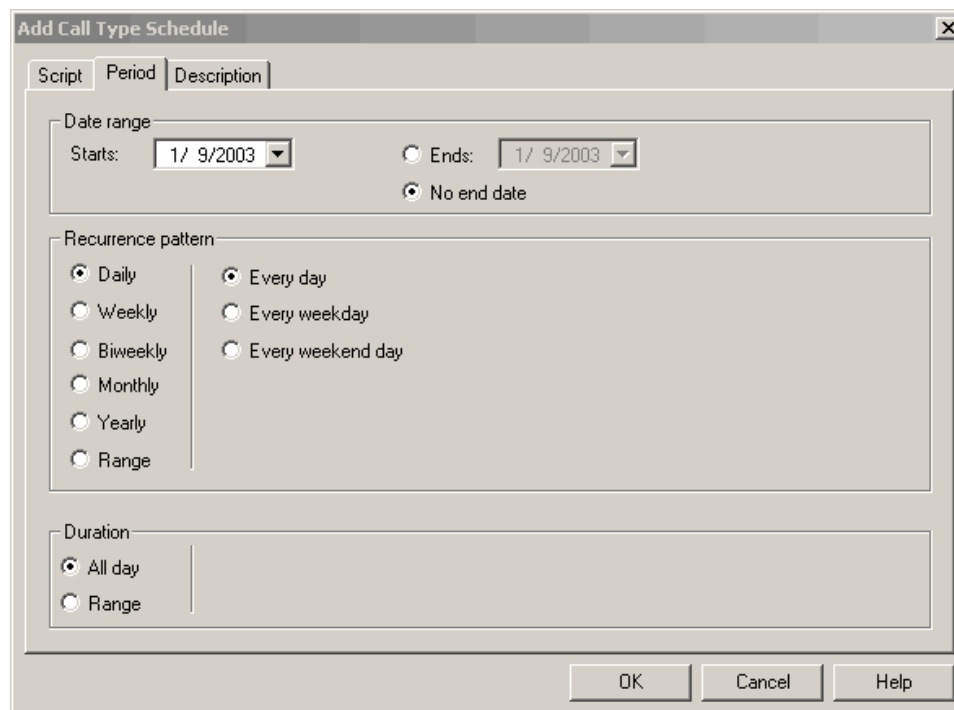 Add Call Type Schedule
Script Period Description
Date range
Starts: 1/ 9/2003 Ends: 1/ 9/2003
No end date
Recurrence pattern
Daily Every day
Weekly Every weekday
Biweekly Every weekend day
Monthly
Yearly
Range
Duration
All day
Range
OK Cancel Help